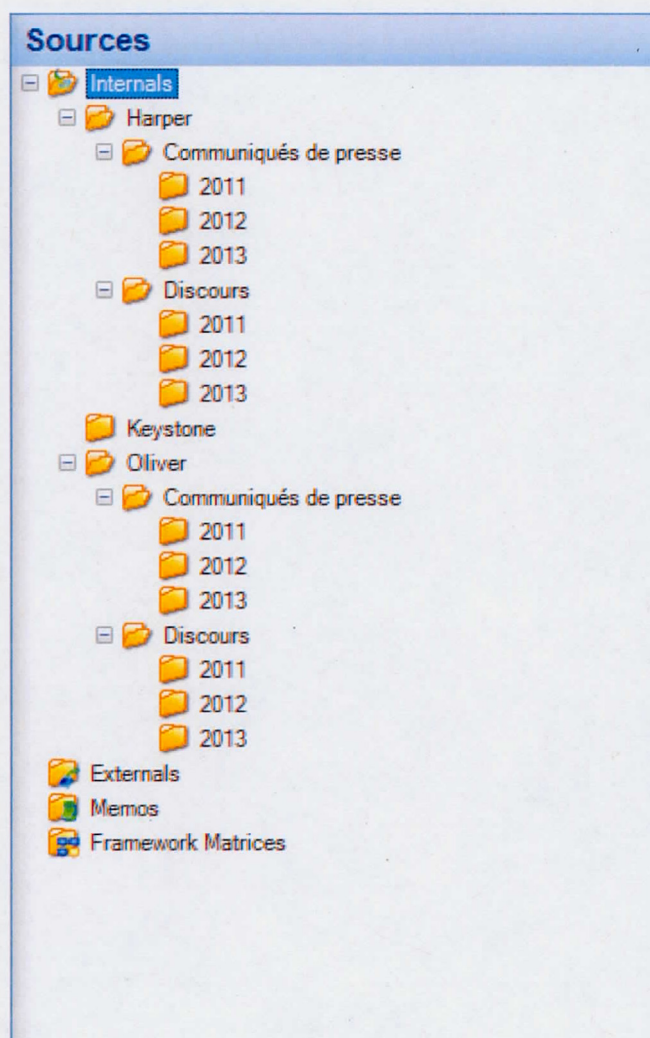 Sources
Internals
Harper
Communiqués de presse
2011
2012
2013
Discours
2011
2012
2013
Keystone
Oliver
Communiqués de presse
2011
2012
2013
Discours
2011
2012
2013
Externals
Memos
Framework Matrices